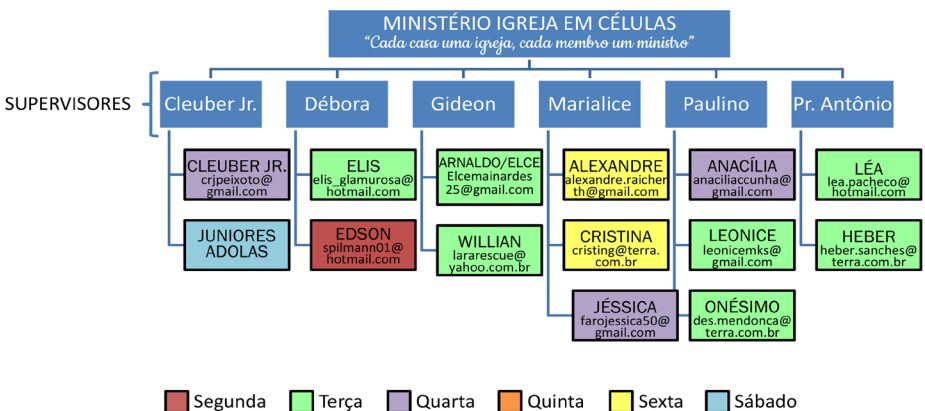 MINISTÉRIO IGREJA EM CÉLULAS
“Cada casa uma igreja, cada membro um ministro”
SUPERVISORES
Cleuber Jr.
Débora
Gideon
Marialice
Paulino
Pr. Antônio
CLEUBER JR.
crjpeixoto@
gmail.com
ELIS
elis_glamurosa@
hotmail.com
ARNALDO/ELCE
Elcemainardes
25@gmail.com
ALEXANDRE
alexandre.raicher
th@gmail.com
ANACÍLIA
anaciliaccunha@
gmail.com
LÉA
lea.pacheco@
hotmail.com
JUNIORES
ADOLAS
EDSON
spilmann01@
hotmail.com
WILLIAN
lararescue@
yahoo.com.br
CRISTINA
cristing@terra.
com.br
LEONICE
leonicemks@
gmail.com
HEBER
heber.sanches@
terra.com.br
JÉSSICA
farojessica50@
gmail.com
ONÉSIMO
des.mendonca@
terra.com.br
Segunda
Terça
Quarta
Quinta
Sexta
Sábado